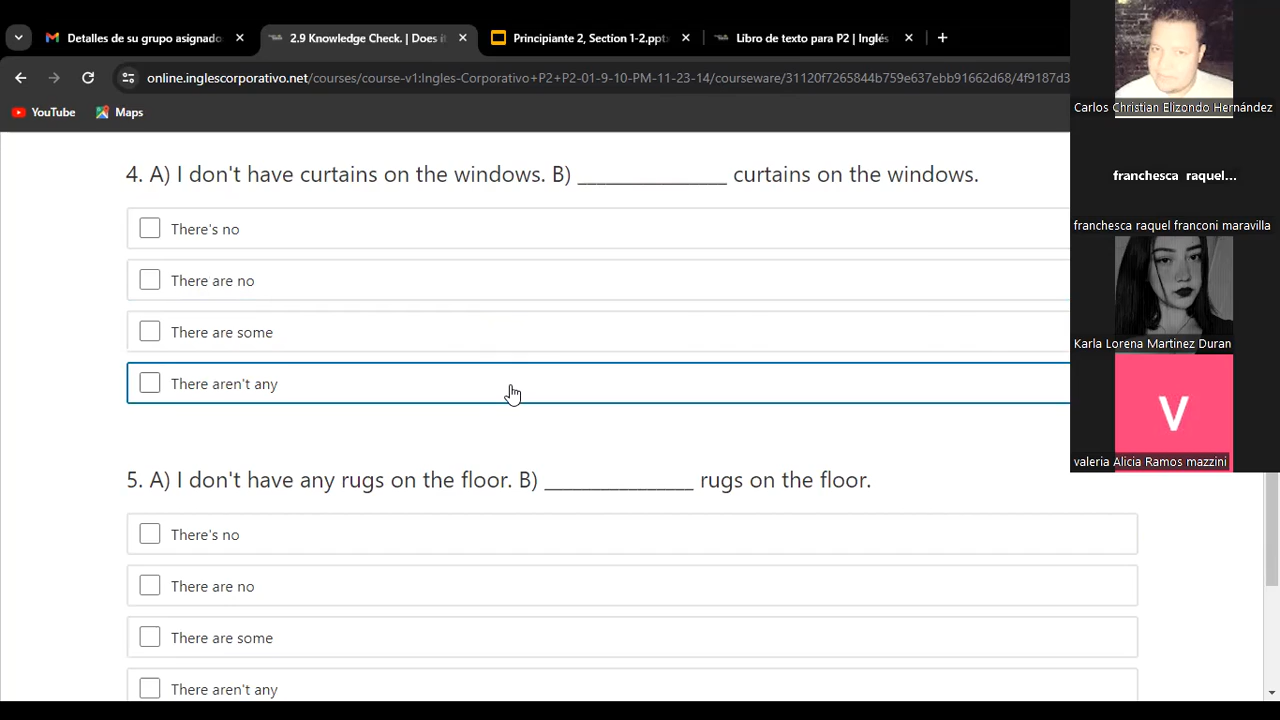 Detalles de su grupo asignado
2.9 Knowledge Check. | Does i
Principiante 2, Section 1-2.ppt
Libro de texto para P2 | Inglés
online.inglescorporativo.net/courses/course-v1:Ingles-Corporativo+P2+P2-01-9-10-PM-11-23-14/courseware/31120f7265844b759e637ebb91662d68/4f9187d3
YouTube
Maps
4. A) I don't have curtains on the windows. B) _______________ curtains on the windows.
There's no
There are no
There are some
There aren't any
5. A) I don't have any rugs on the floor. B) _______________ rugs on the floor.
There's no
There are no
There are some
There aren't any
Carlos Christian Elizondo Hernández
franchesca raquel...
franchesca raquel franconi maravilla
Karla Lorena Martinez Duran
V
valeria Alicia Ramos mazzini